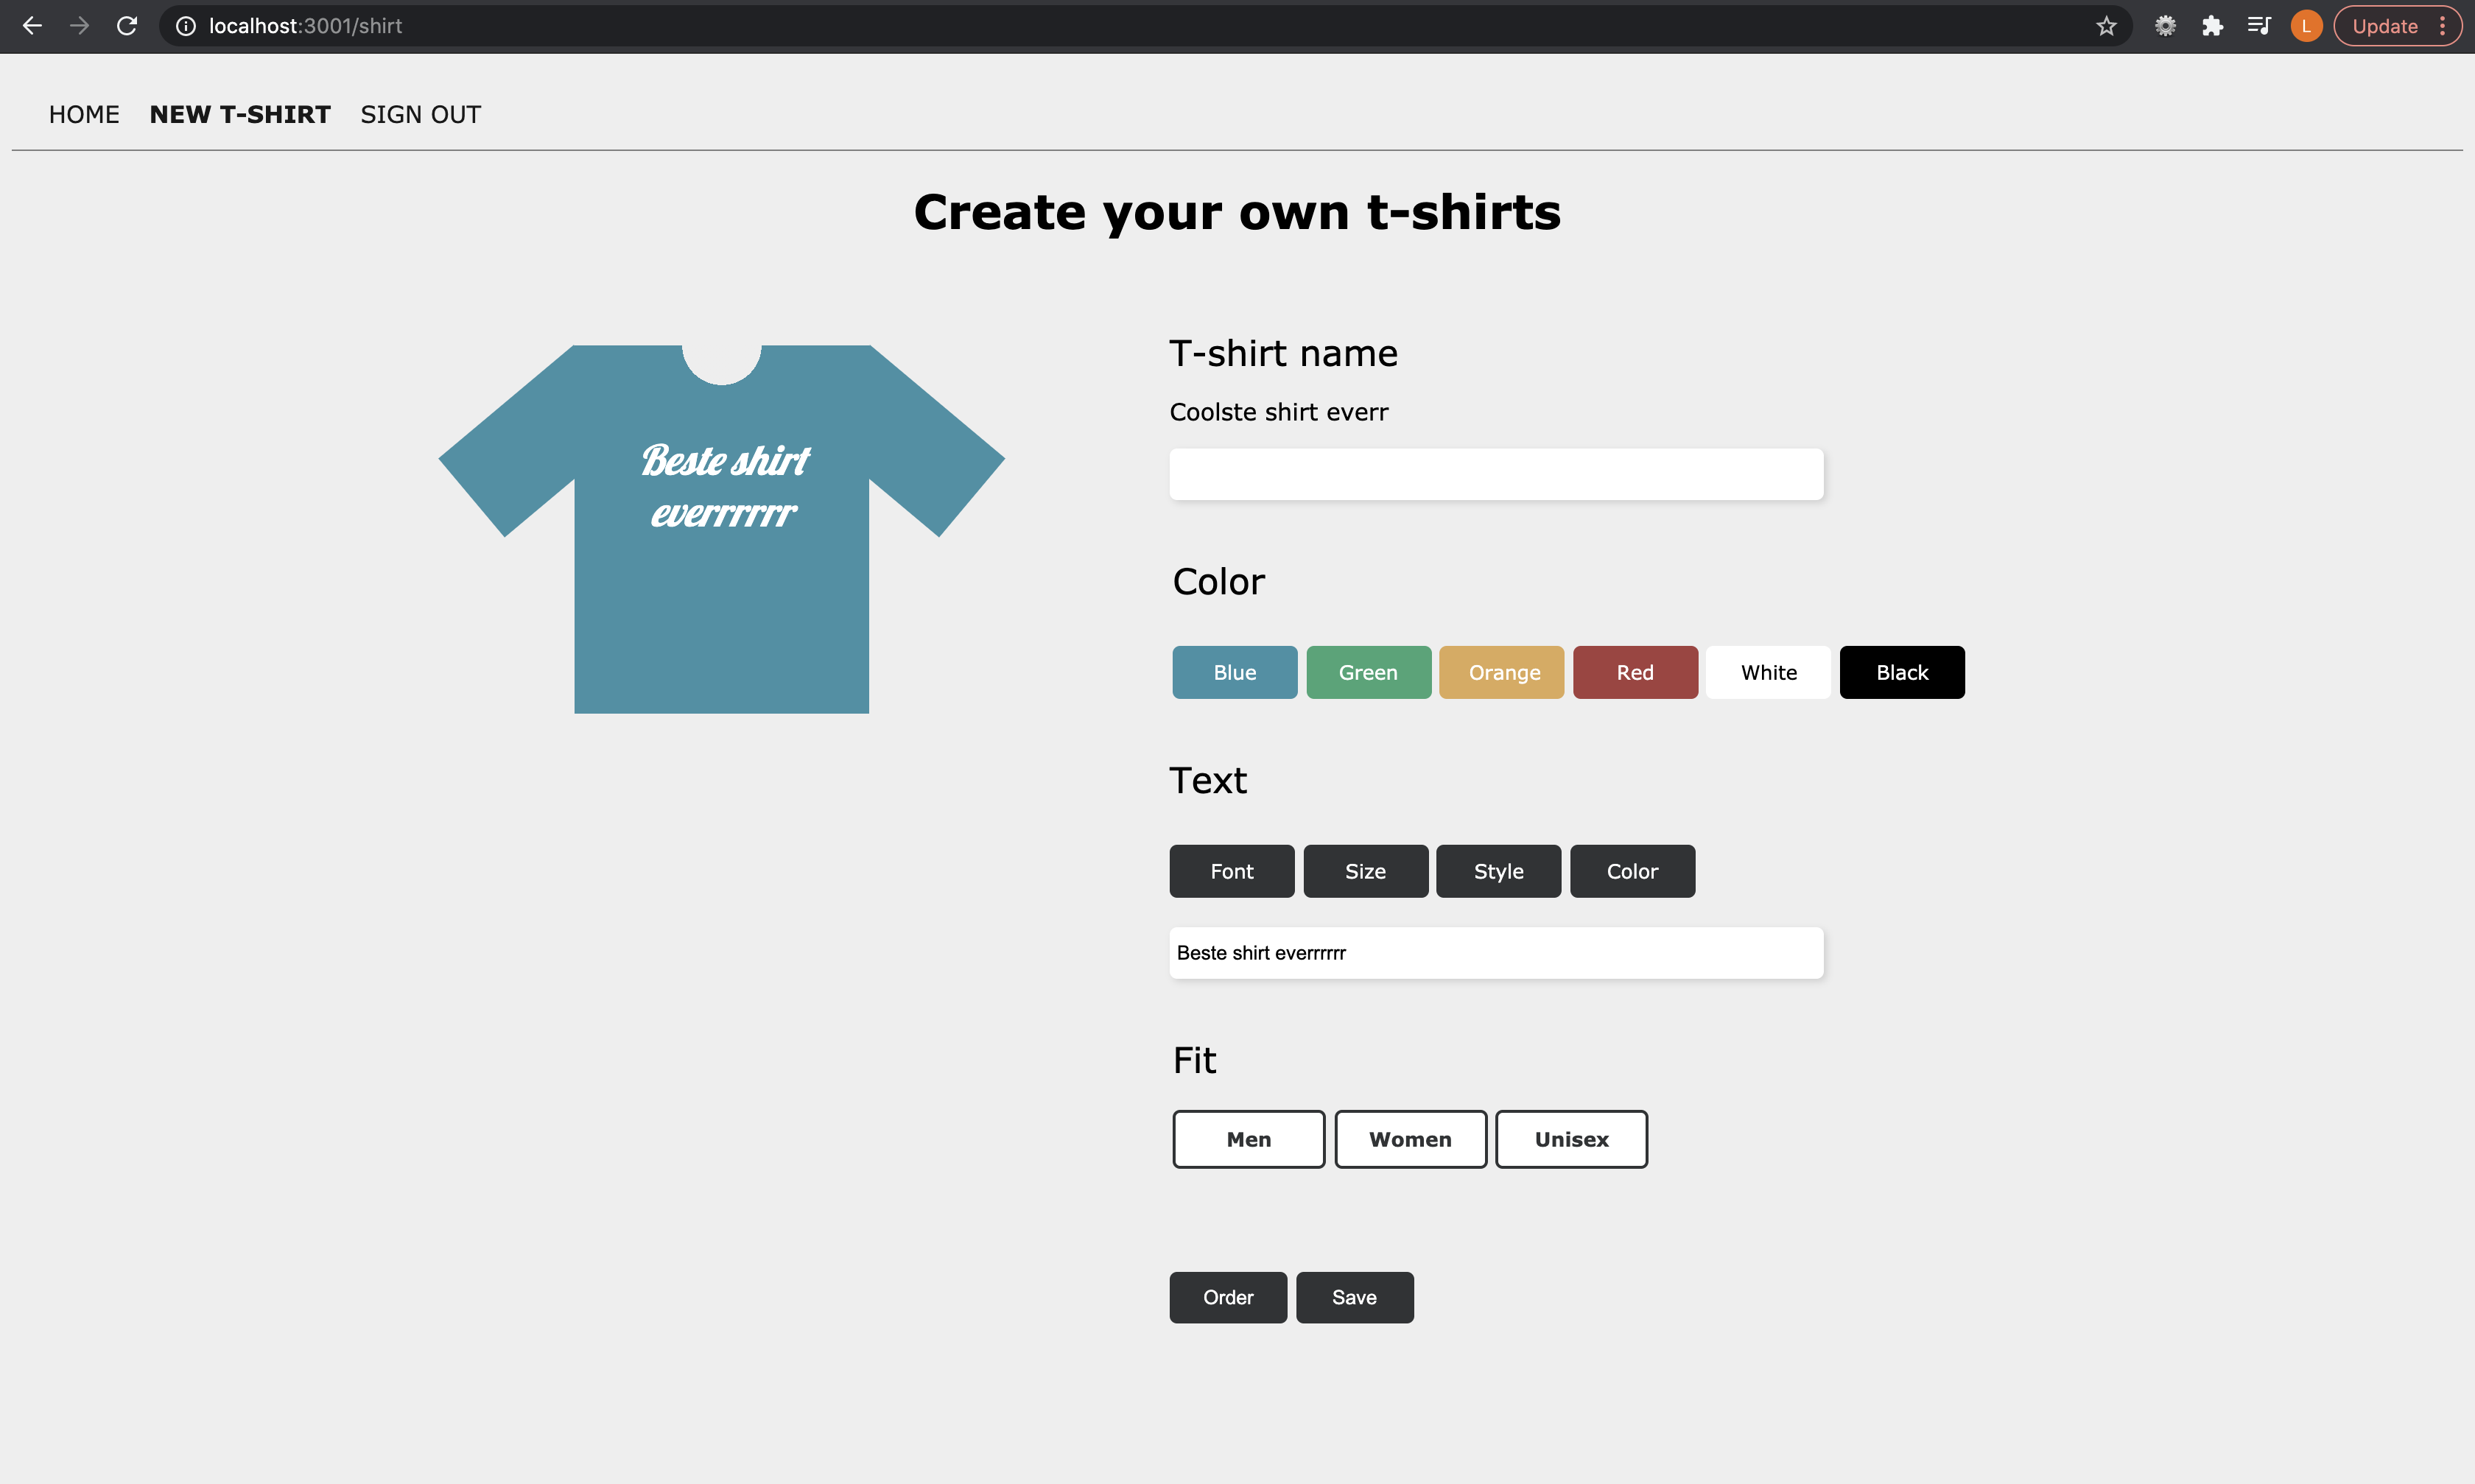 localhost:3001/shirt
L
Update
HOME NEW T-SHIRT SIGN OUT
Create your own t-shirts
Beste shirt
everrrrrr
T-shirt name
Coolste shirt everr
Color
Blue Green Orange Red White Black
Text
Font Size Style Color
Beste shirt everrrrrr
Fit
Men Women Unisex
Order Save